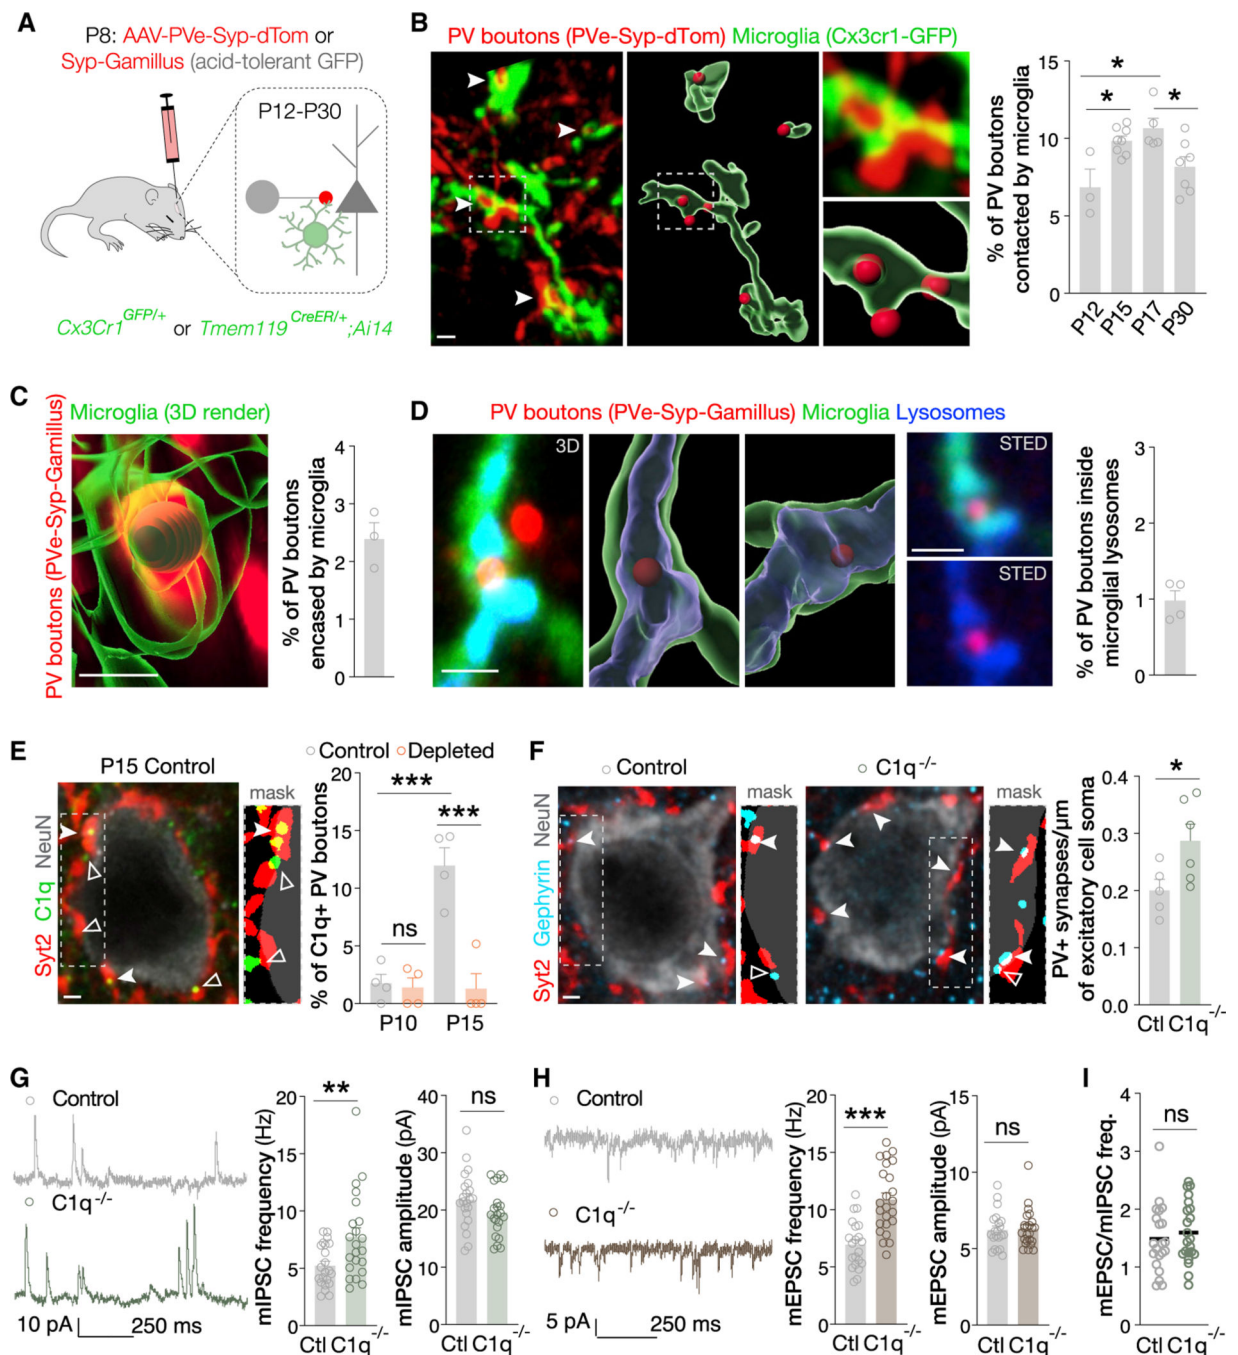 A
P8: AAV-PVe-Syp-dTom or
Syp-Gamillus (acid-tolerant GFP)
P12-P30
Cx3Cr1 GFP/+ or Tmem119 CreER/+ ;Ai14
B
PV boutons (PVe-Syp-dTom) Microglia (Cx3cr1-GFP)
% of PV boutons
contacted by microglia
15
10
5
0
*
*
*
P12
P15
P17
P30
C
Microglia (3D render)
PV boutons (PVe-Syp-Gamillus)
% of PV boutons
encased by microglia
4
3
2
1
0
D
PV boutons (PVe-Syp-Gamillus) Microglia Lysosomes
3D
STED
STED
% of PV boutons inside
microglial lysosomes
3
2
1
0
E
P15 Control
Syt2 C1q NeuN
mask
Control Depleted
% of C1q+ PV boutons
20
15
10
5
0
***
***
ns
P10 P15
F
Control
C1q-/-
Syt2 Gephyrin NeuN
mask
mask
PV+ synapses/μm
of excitatory cell soma
0.4
0.3
0.2
0.1
0.0
*
Ctl C1q-/-
G
Control
C1q-/-
10 pA
250 ms
mIPSC frequency (Hz)
20
15
10
5
0
**
Ctl C1q-/-
mIPSC amplitude (pA)
40
30
20
10
0
ns
Ctl C1q-/-
H
Control
C1q-/-
5 pA
250 ms
mEPSC frequency (Hz)
20
15
10
5
0
***
Ctl C1q-/-
mEPSC amplitude (pA)
15
10
5
0
ns
Ctl C1q-/-
I
mEPSC/mIPSC freq.
4
3
2
1
0
ns
Ctl C1q-/-